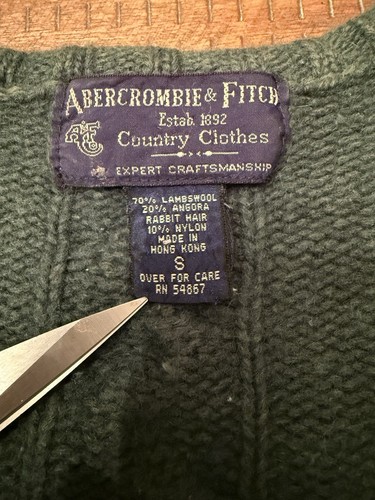 ABERCROMBIE & FITCH
Estab. 1892
A&F
Country Clothes
EXPERT CRAFTSMANSHIP
70% LAMBSWOOL
20% ANGORA
RABBIT HAIR
10% NYLON
MADE IN
HONG KONG
S
OVER FOR CARE
RN 54867